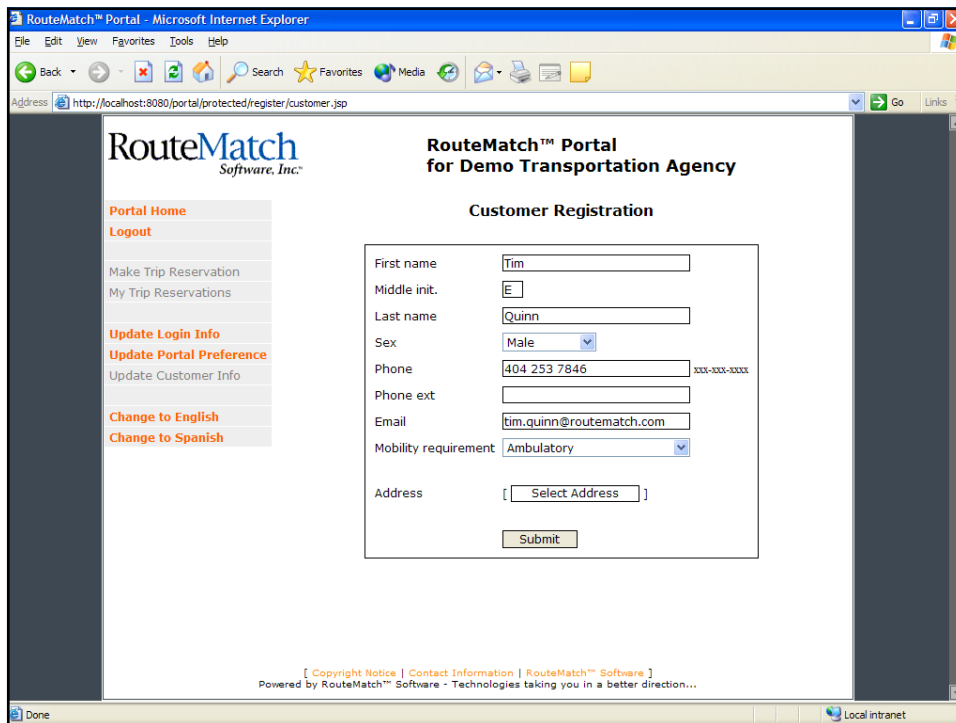 RouteMatch™ Portal - Microsoft Internet Explorer
File Edit View Favorites Tools Help
Back Search Favorites Media
Address http://localhost:8080/portal/protected/register/customer.jsp Go Links
RouteMatch
Software, Inc.™
RouteMatch™ Portal
for Demo Transportation Agency
Portal Home
Logout
Make Trip Reservation
My Trip Reservations
Update Login Info
Update Portal Preference
Update Customer Info
Change to English
Change to Spanish
Customer Registration
First name Tim
Middle init. E
Last name Quinn
Sex Male
Phone 404 253 7846 xxx-xxx-xxxx
Phone ext
Email tim.quinn@routematch.com
Mobility requirement Ambulatory
Address [ Select Address ]
Submit
[ Copyright Notice | Contact Information | RouteMatch™ Software ]
Powered by RouteMatch™ Software - Technologies taking you in a better direction...
Done Local intranet